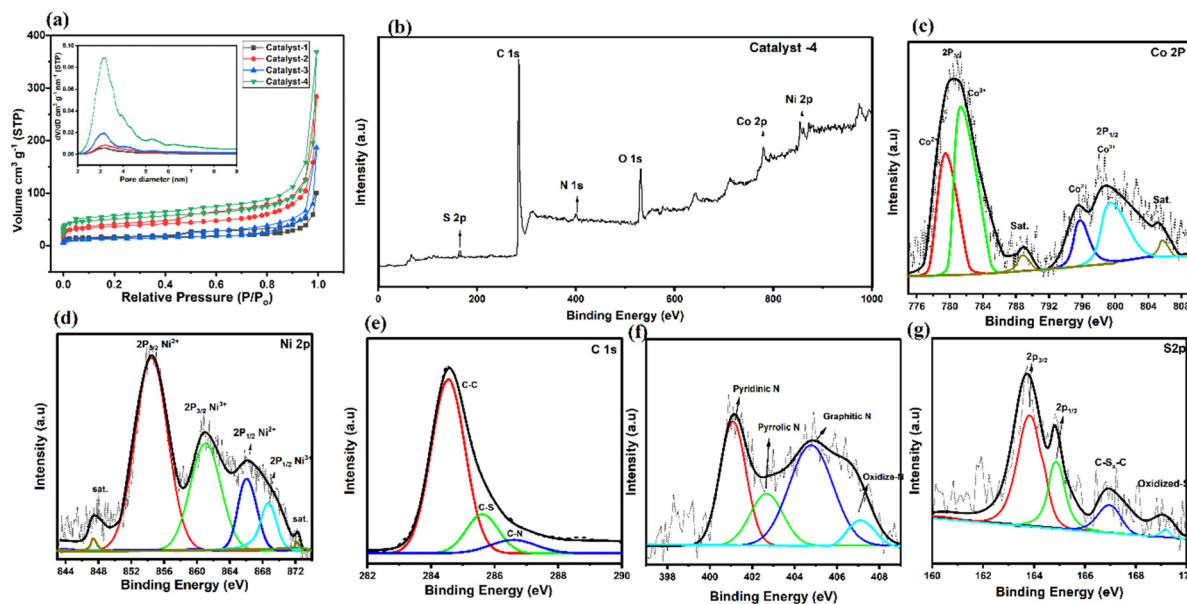 (a)
Volume cm³ g⁻¹ (STP)
400
350
300
250
200
150
100
50
0
0.0 0.2 0.4 0.6 0.8 1.0
Relative Pressure (P/Po)
dV/dD cm³ g⁻¹ nm⁻¹ (STP)
0.10
0.08
0.06
0.04
0.02
0.00
2 3 4 5 6 7 8 9
Pore diameter (nm)
Catalyst-1
Catalyst-2
Catalyst-3
Catalyst-4
(b)
Catalyst -4
Intensity (a.u)
S 2p
C 1s
N 1s
O 1s
Co 2p
Ni 2p
0 200 400 600 800 1000
Binding Energy (eV)
(c)
Co 2P
Intensity (a.u)
Co²⁺
Co³⁺
Sat.
2P1/2
Co³⁺
Co²⁺
Sat.
776 780 784 788 792 796 800 804 808
Binding Energy (eV)
(d)
Ni 2p
Intensity (a.u)
sat.
2P3/2 Ni²⁺
2P3/2 Ni³⁺
2P1/2 Ni²⁺
2P1/2 Ni³⁺
sat.
844 848 852 856 860 864 868 872
Binding Energy (eV)
(e)
C 1s
Intensity (a.u)
C-C
C-S
C-N
282 284 286 288 290
Binding Energy (eV)
(f)
Intensity (a.u)
Pyridinic N
Pyrrolic N
Graphitic N
Oxidize-N
398 400 402 404 406 408
Binding Energy (eV)
(g)
S2p
Intensity (a.u)
2p3/2
2p1/2
C-Sx-C
Oxidized-S
160 162 164 166 168 170
Binding Energy (eV)